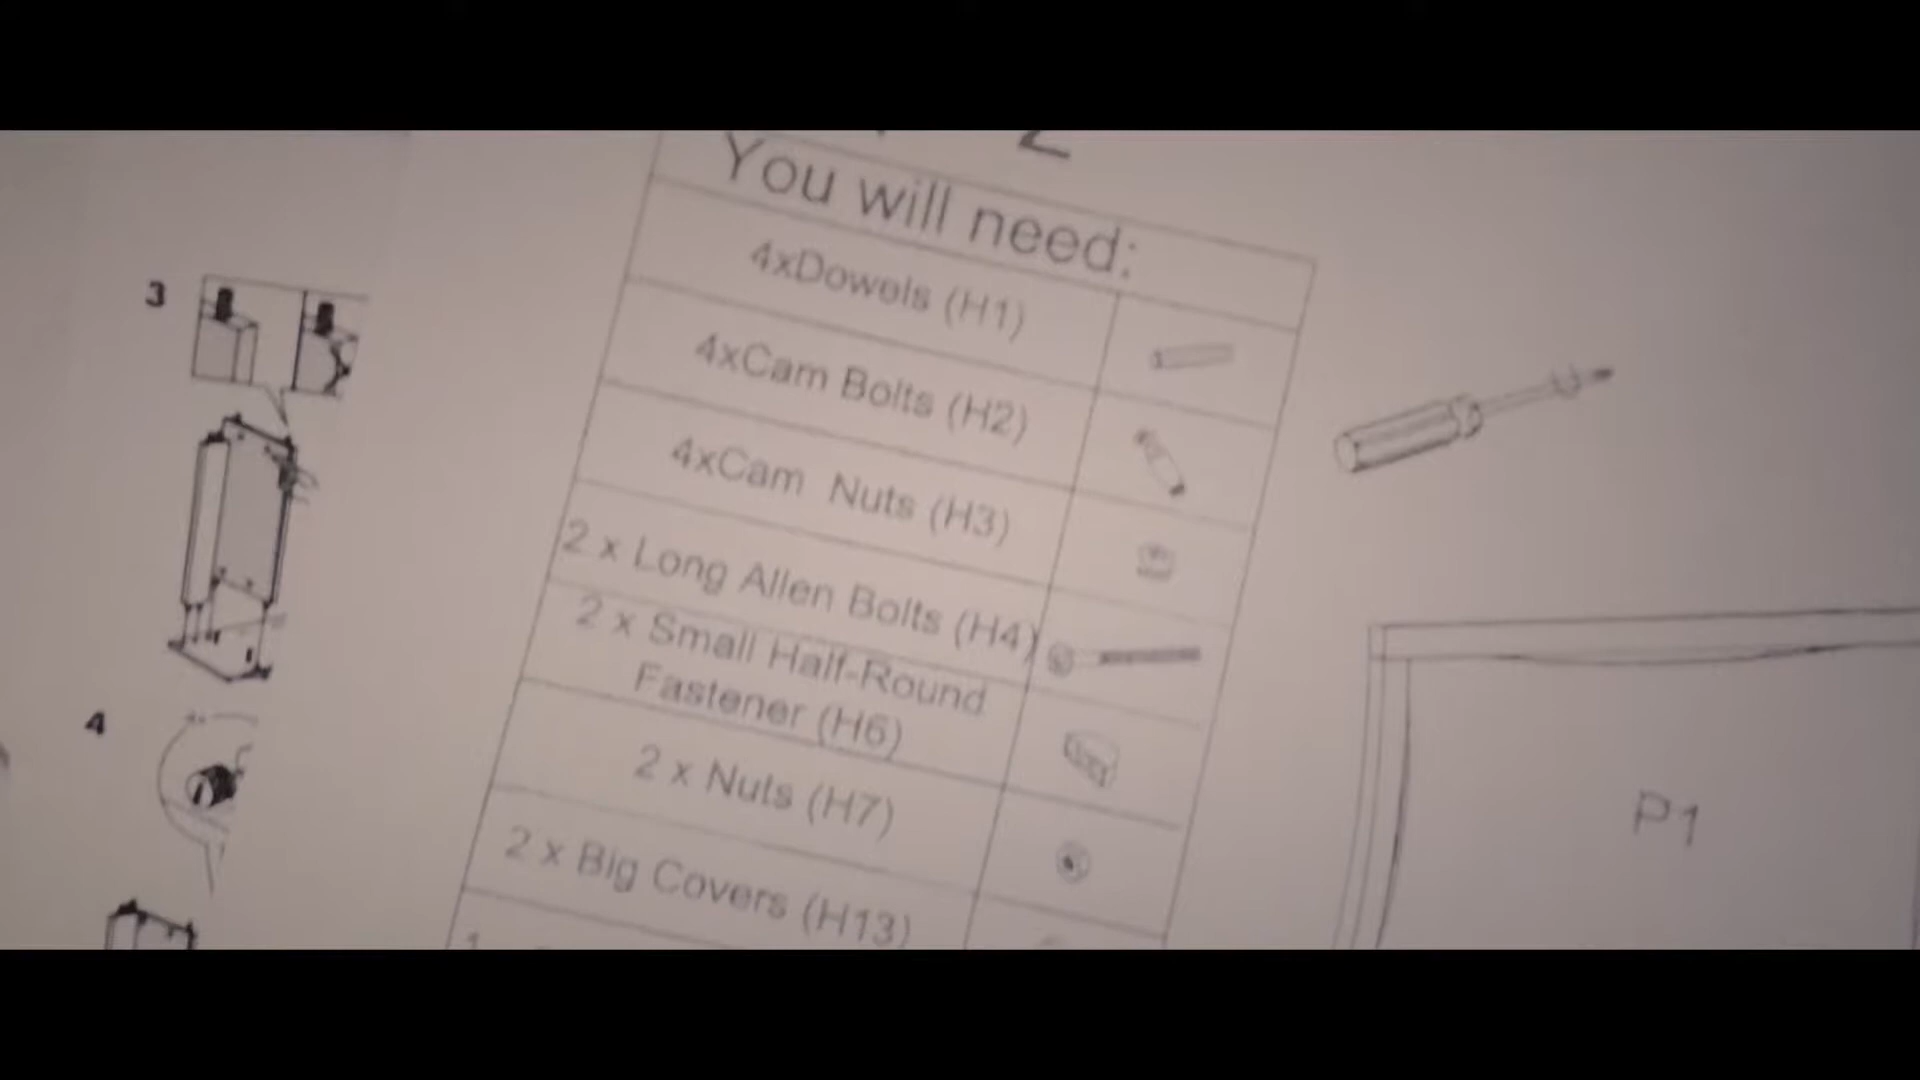 2
You will need:
4xDowels (H1)
4xCam Bolts (H2)
4xCam Nuts (H3)
2 x Long Allen Bolts (H4)
2 x Small Half-Round
Fastener (H6)
2 x Nuts (H7)
2 x Big Covers (H13)
3
4
P1